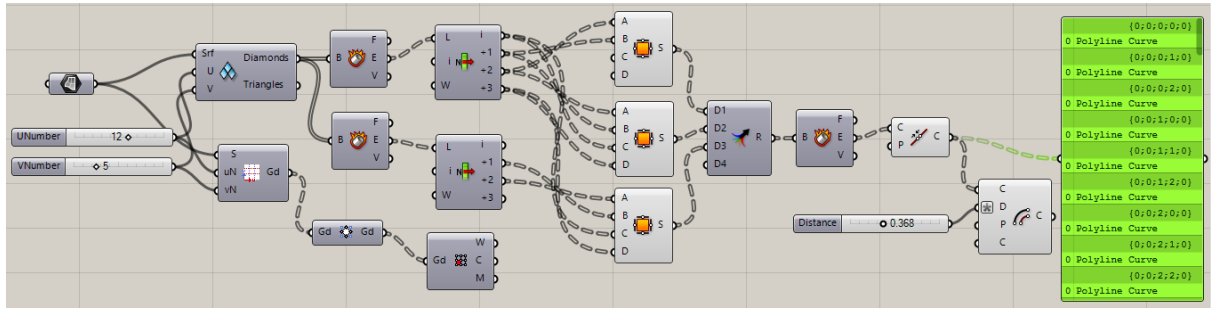 Srf
U
V
Diamonds
Triangles
UNumber
12
VNumber
5
S
uN
vN
Gd
B
F
E
V
B
F
E
V
L
i
W
i
+1
+2
+3
L
i
W
i
+1
+2
+3
Gd
Gd
Gd
W
C
M
A
B
C
D
S
A
B
C
D
S
A
B
C
D
S
D1
D2
D3
D4
R
B
F
E
V
C
P
C
Distance
0.368
C
D
P
C
C
{0;0;0;0;0}
0 Polyline Curve
{0;0;0;1;0}
0 Polyline Curve
{0;0;0;2;0}
0 Polyline Curve
{0;0;1;0;0}
0 Polyline Curve
{0;0;1;1;0}
0 Polyline Curve
{0;0;1;2;0}
0 Polyline Curve
{0;0;2;0;0}
0 Polyline Curve
{0;0;2;1;0}
0 Polyline Curve
{0;0;2;2;0}
0 Polyline Curve